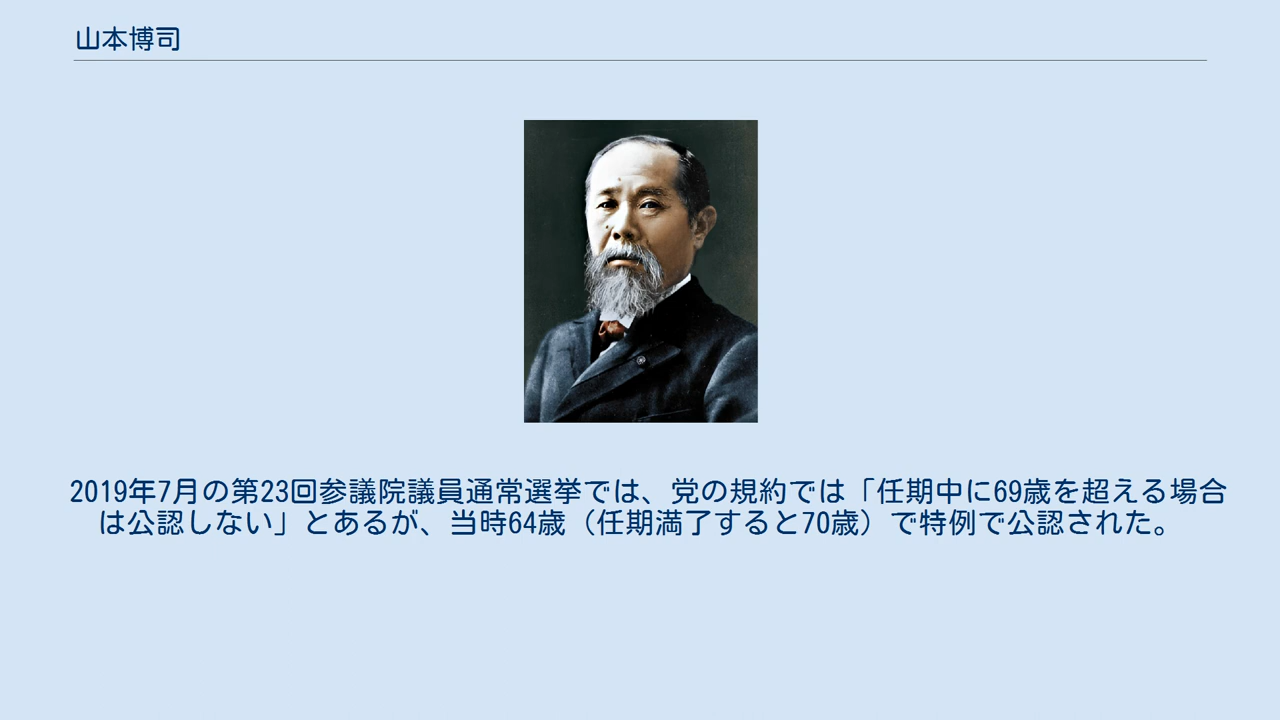 山本博司
2019年7月の第23回参議院議員通常選挙では、党の規約では「任期中に69歳を超える場合
は公認しない」とあるが、当時64歳（任期満了すると70歳）で特例で公認された。